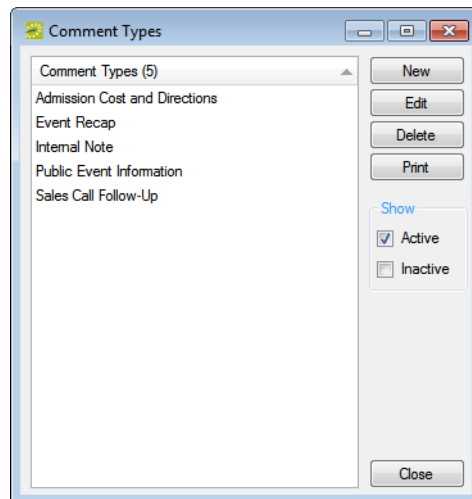 Comment Types
Comment Types (5)
Admission Cost and Directions
Event Recap
Internal Note
Public Event Information
Sales Call Follow-Up
New
Edit
Delete
Print
Show
Active
Inactive
Close